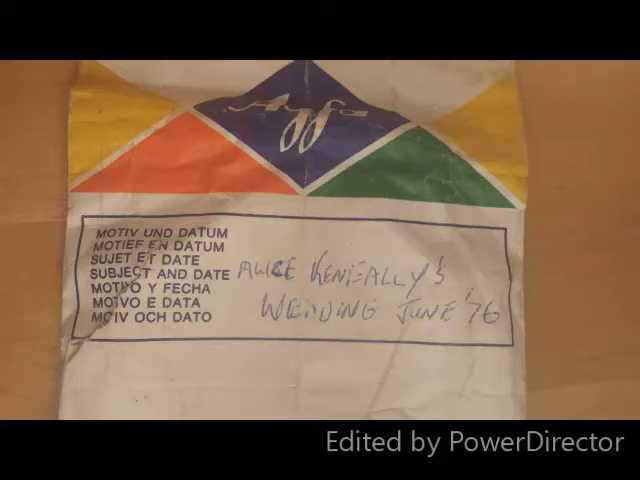 Agfa
MOTIV UND DATUM
MOTIEF EN DATUM
SUJET ET DATE
SUBJECT AND DATE
MOTIVO Y FECHA
MOTIVO E DATA
MOTIV OCH DATO
ALICE KENEALLY'S
WEDDING JUNE '76
Edited by PowerDirector